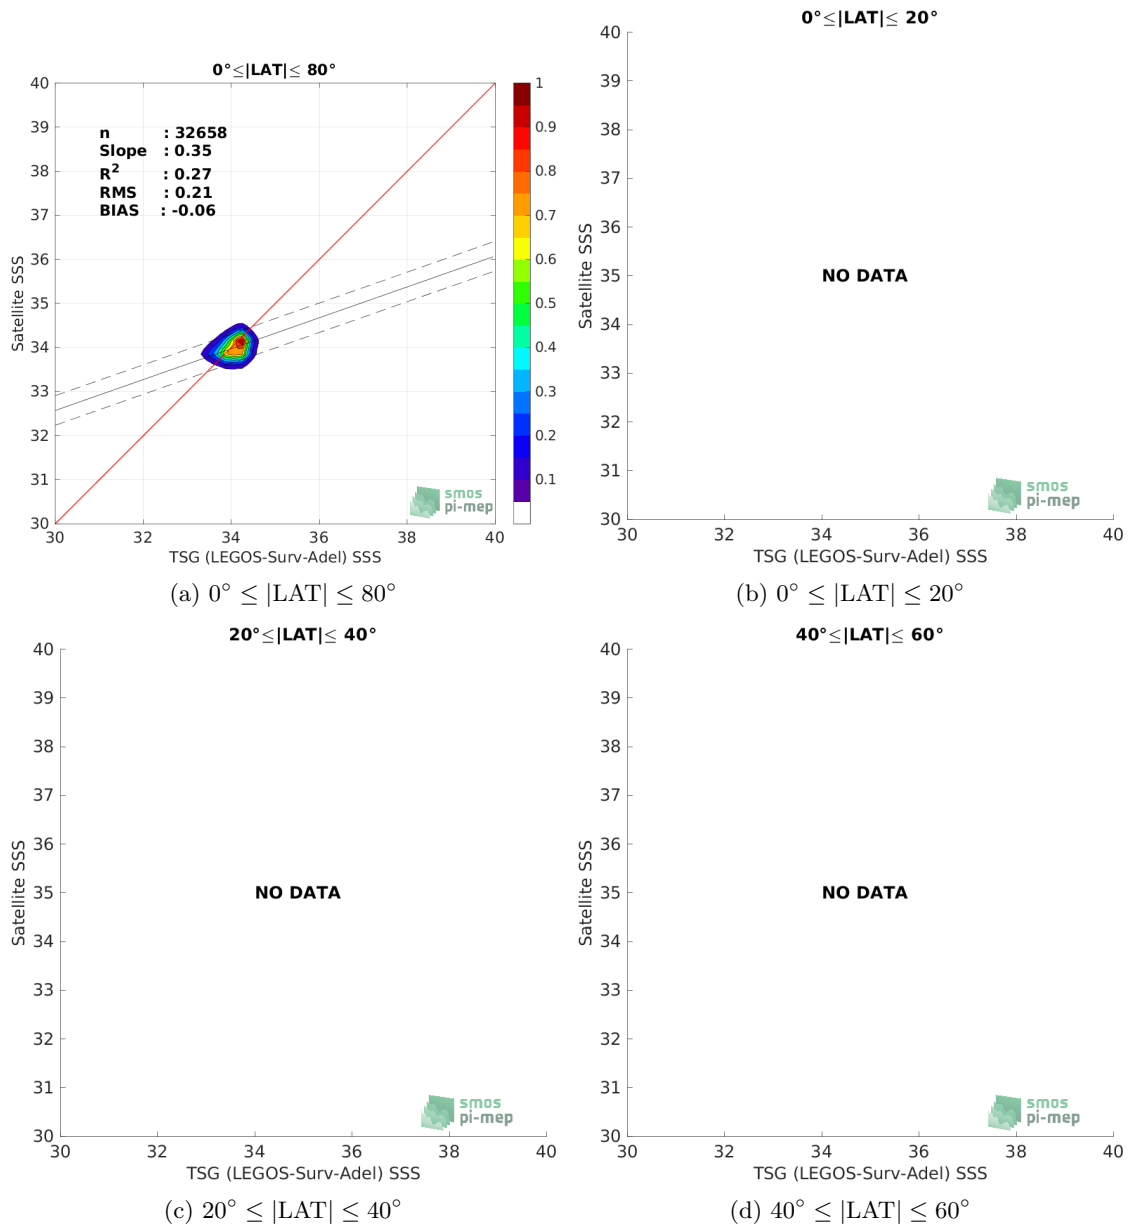 0°≤|LAT|≤ 80°
40
39
38
37
36
35
34
33
32
31
30
n : 32658
Slope : 0.35
R² : 0.27
RMS : 0.21
BIAS : -0.06
Satellite SSS
30 32 34 36 38 40
TSG (LEGOS-Surv-Adel) SSS
1
0.9
0.8
0.7
0.6
0.5
0.4
0.3
0.2
0.1
smos
pi-mep
(a) 0° ≤ |LAT| ≤ 80°
0°≤|LAT|≤ 20°
40
39
38
37
36
35
34
33
32
31
30
Satellite SSS
NO DATA
smos
pi-mep
30 32 34 36 38 40
TSG (LEGOS-Surv-Adel) SSS
(b) 0° ≤ |LAT| ≤ 20°
20°≤|LAT|≤ 40°
40
39
38
37
36
35
34
33
32
31
30
Satellite SSS
NO DATA
smos
pi-mep
30 32 34 36 38 40
TSG (LEGOS-Surv-Adel) SSS
(c) 20° ≤ |LAT| ≤ 40°
40°≤|LAT|≤ 60°
40
39
38
37
36
35
34
33
32
31
30
Satellite SSS
NO DATA
smos
pi-mep
30 32 34 36 38 40
TSG (LEGOS-Surv-Adel) SSS
(d) 40° ≤ |LAT| ≤ 60°